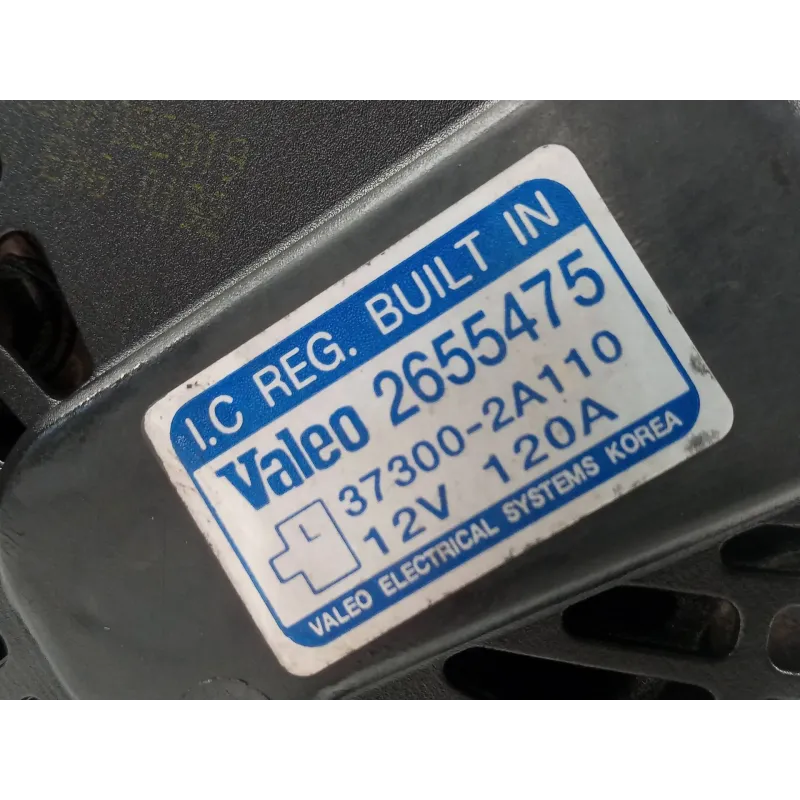 I.C REG. BUILT IN
Valeo 2655475
37300-2A110
12V 120A
VALEO ELECTRICAL SYSTEMS KOREA